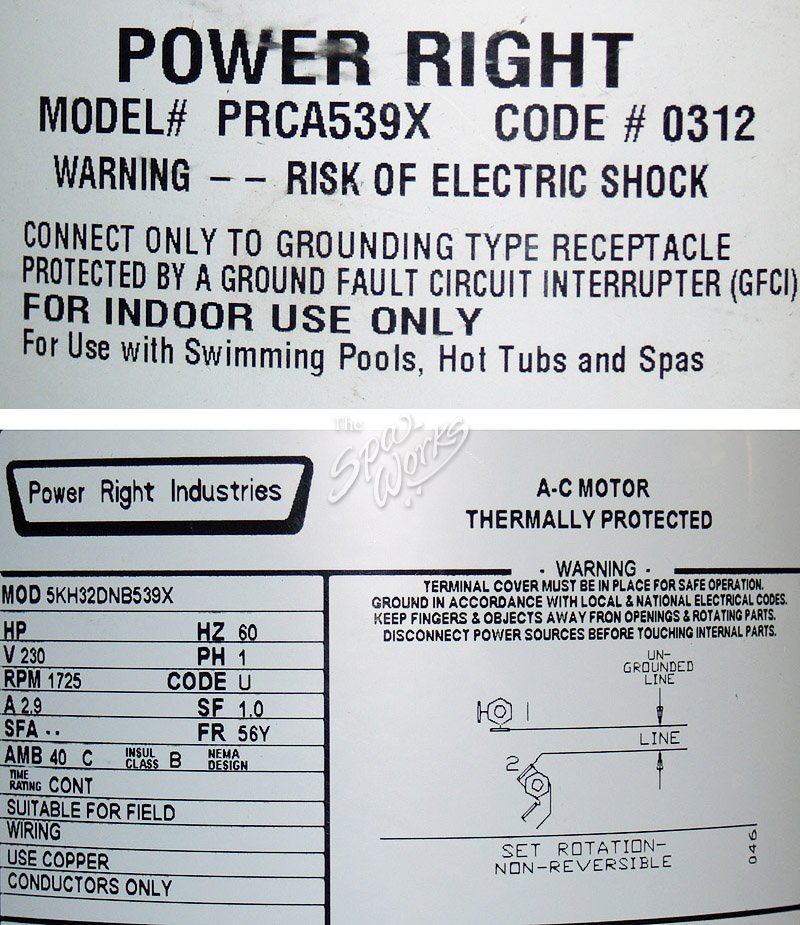 POWER RIGHT
MODEL# PRCA539X CODE # 0312
WARNING – – RISK OF ELECTRIC SHOCK
CONNECT ONLY TO GROUNDING TYPE RECEPTACLE
PROTECTED BY A GROUND FAULT CIRCUIT INTERRUPTER (GFCI)
FOR INDOOR USE ONLY
For Use with Swimming Pools, Hot Tubs and Spas
The
Spa
Works
Power Right Industries
A-C MOTOR
THERMALLY PROTECTED
MOD 5KH32DNB539X
HP HZ 60
V 230 PH 1
RPM 1725 CODE U
A 2.9 SF 1.0
SFA -- FR 56Y
AMB 40 C INSUL CLASS B NEMA DESIGN
TIME RATING CONT
SUITABLE FOR FIELD
WIRING
USE COPPER
CONDUCTORS ONLY
- WARNING -
TERMINAL COVER MUST BE IN PLACE FOR SAFE OPERATION.
GROUND IN ACCORDANCE WITH LOCAL & NATIONAL ELECTRICAL CODES.
KEEP FINGERS & OBJECTS AWAY FROM OPENINGS & ROTATING PARTS.
DISCONNECT POWER SOURCES BEFORE TOUCHING INTERNAL PARTS.
UN-
GROUNDED
LINE
1
LINE
2
SET ROTATION-
NON-REVERSIBLE
046